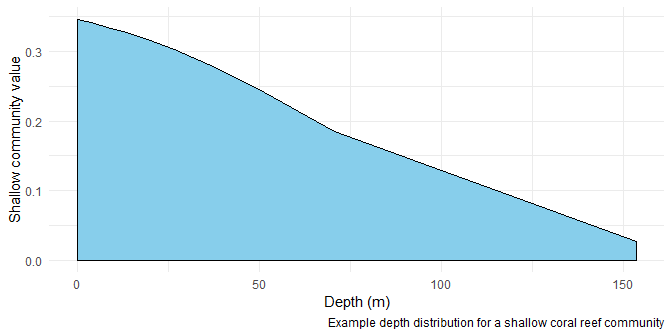 Shallow community value
0.3
0.2
0.1
0.0
0
50
100
150
Depth (m)
Example depth distribution for a shallow coral reef community